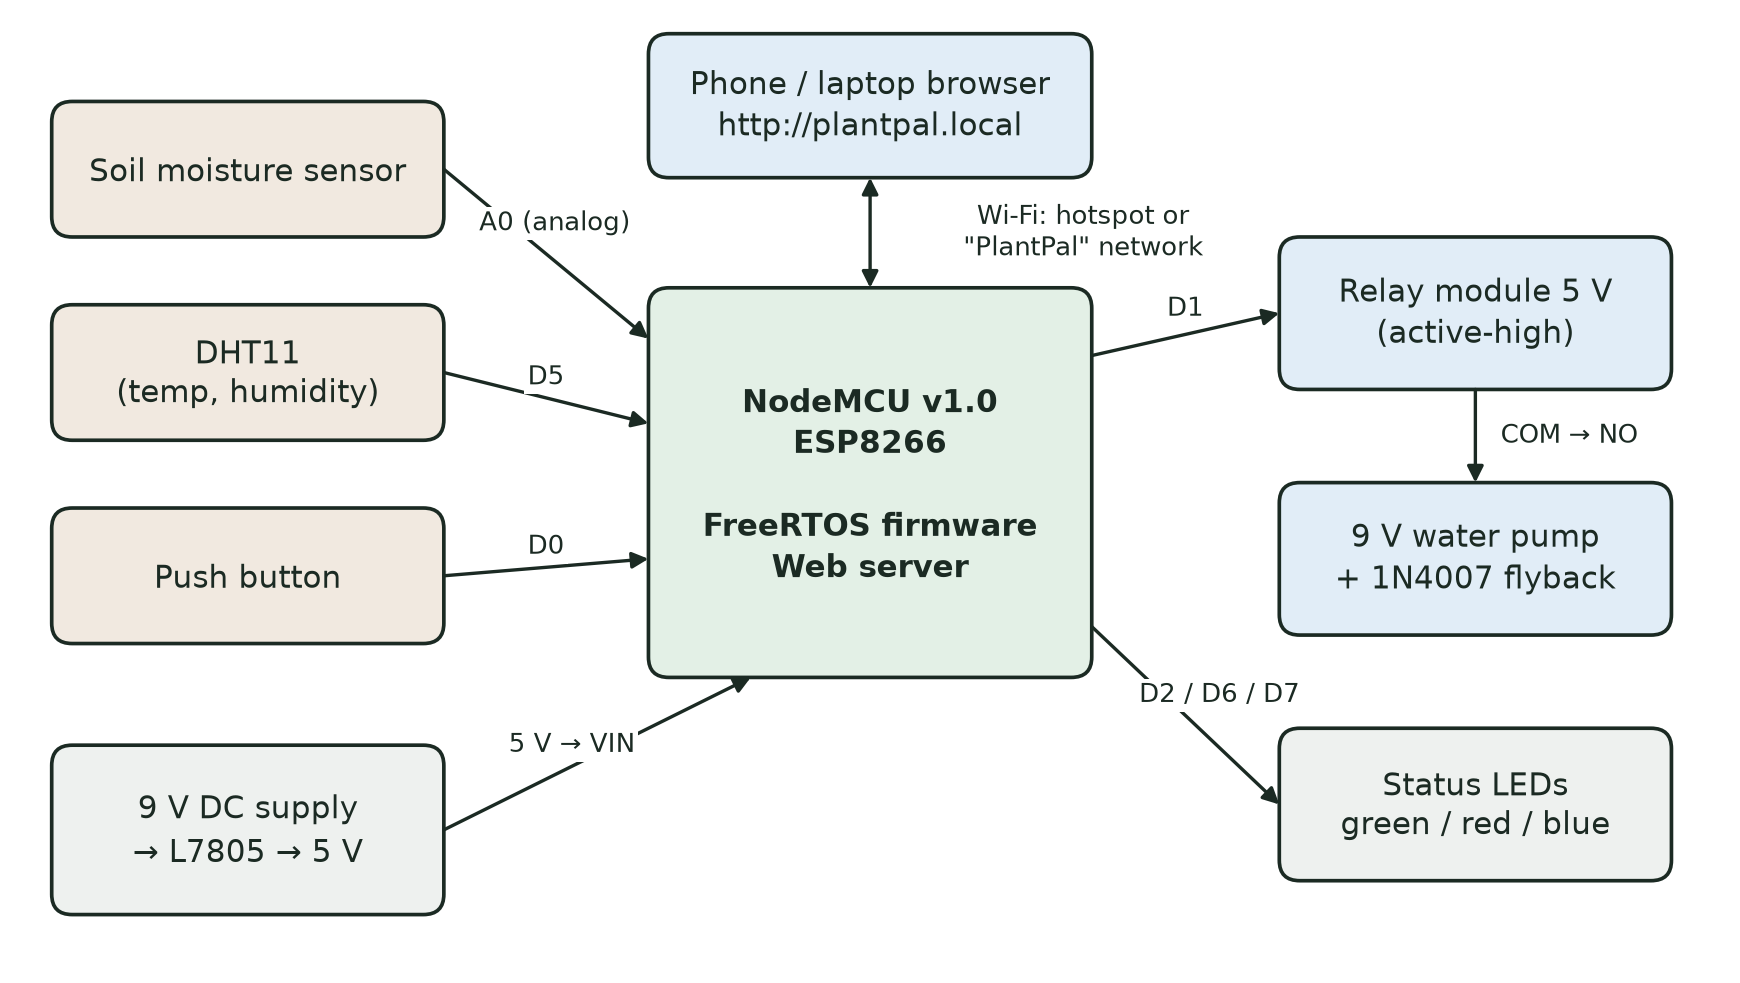 Phone / laptop browser
http://plantpal.local
Soil moisture sensor
A0 (analog)
Wi-Fi: hotspot or
"PlantPal" network
DHT11
(temp, humidity)
D5
NodeMCU v1.0
ESP8266
FreeRTOS firmware
Web server
D1
Relay module 5 V
(active-high)
COM → NO
Push button
D0
9 V water pump
+ 1N4007 flyback
9 V DC supply
→ L7805 → 5 V
5 V → VIN
D2 / D6 / D7
Status LEDs
green / red / blue